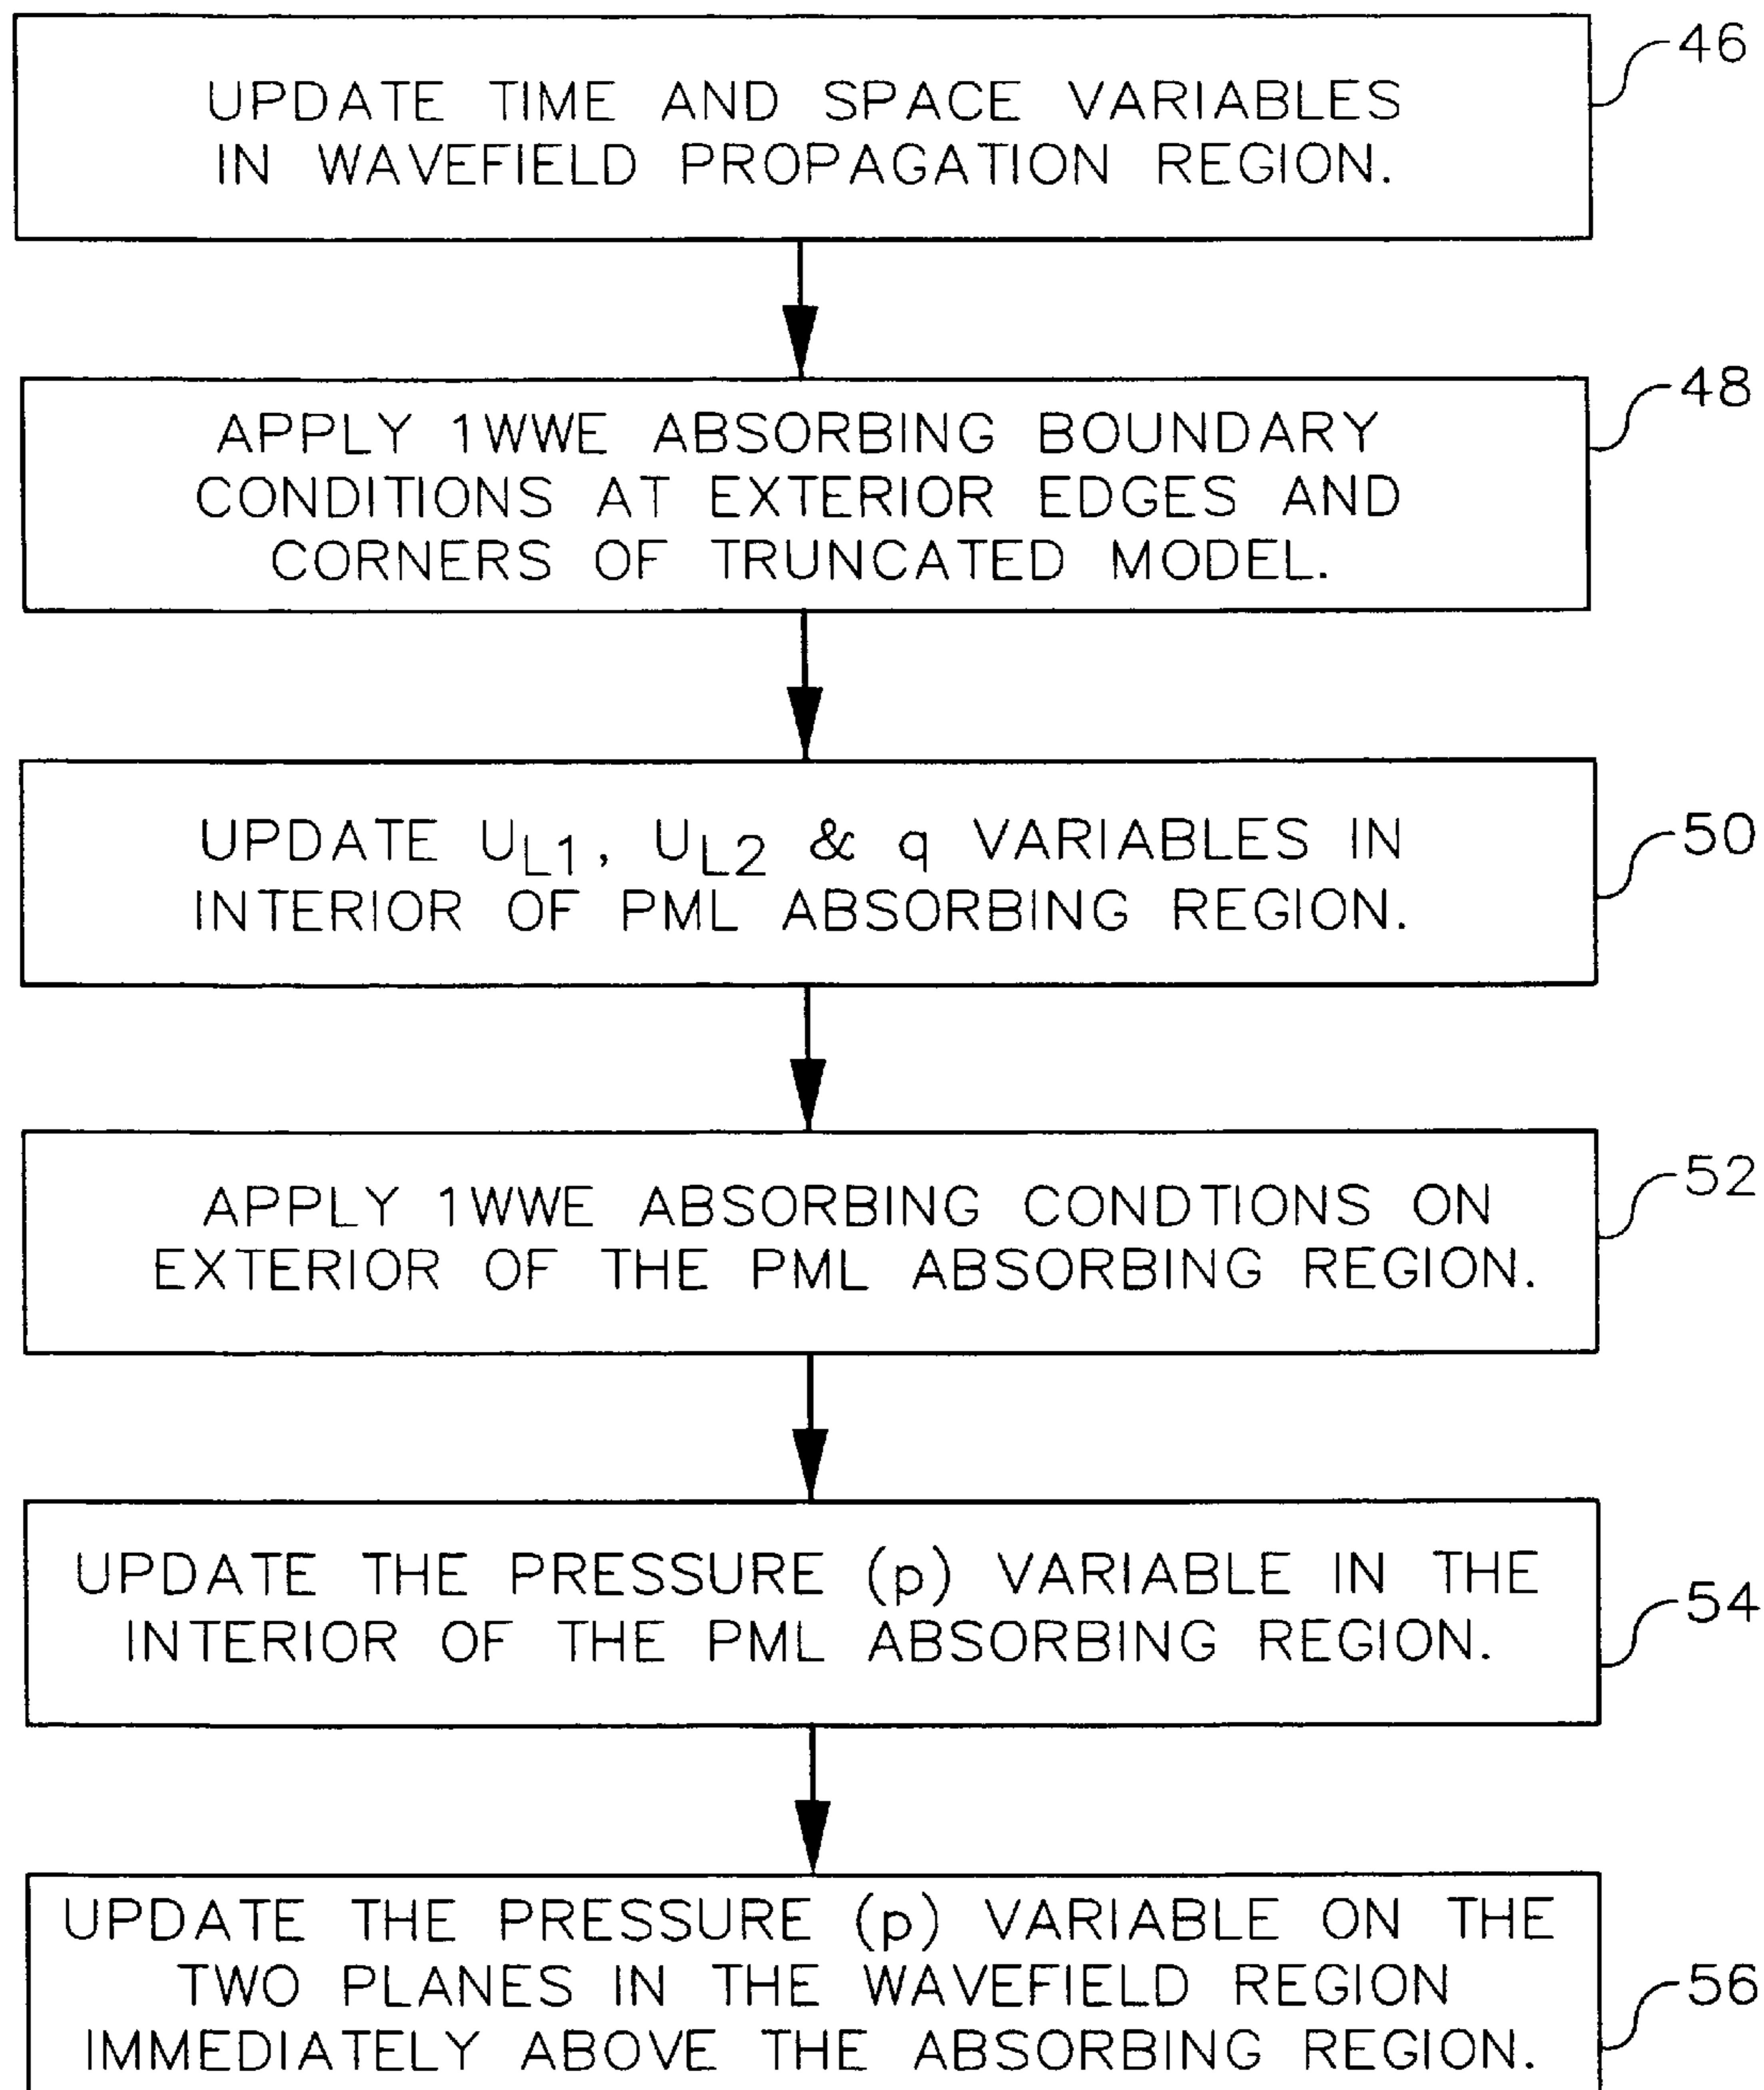 46
UPDATE TIME AND SPACE VARIABLES
IN WAVEFIELD PROPAGATION REGION.
48
APPLY 1WWE ABSORBING BOUNDARY
CONDITIONS AT EXTERIOR EDGES AND
CORNERS OF TRUNCATED MODEL.
50
UPDATE UL1, UL2 & q VARIABLES IN
INTERIOR OF PML ABSORBING REGION.
52
APPLY 1WWE ABSORBING CONDTIONS ON
EXTERIOR OF THE PML ABSORBING REGION.
UPDATE THE PRESSURE (p) VARIABLE IN THE
54
INTERIOR OF THE PML ABSORBING REGION.
UPDATE THE PRESSURE (p) VARIABLE ON THE
TWO PLANES IN THE WAVEFIELD REGION
56
IMMEDIATELY ABOVE THE ABSORBING REGION.